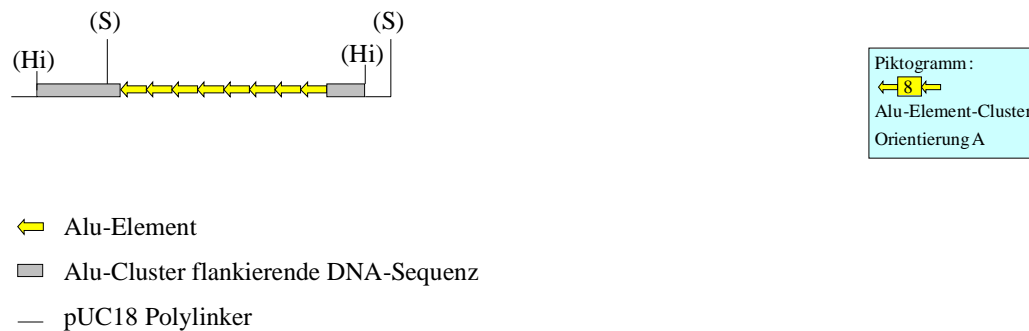 (S)
(S)
(Hi)
(Hi)
Piktogramm:
8
Alu-Element-Cluster
Orientierung A
Alu-Element
Alu-Cluster flankierende DNA-Sequenz
pUC18 Polylinker